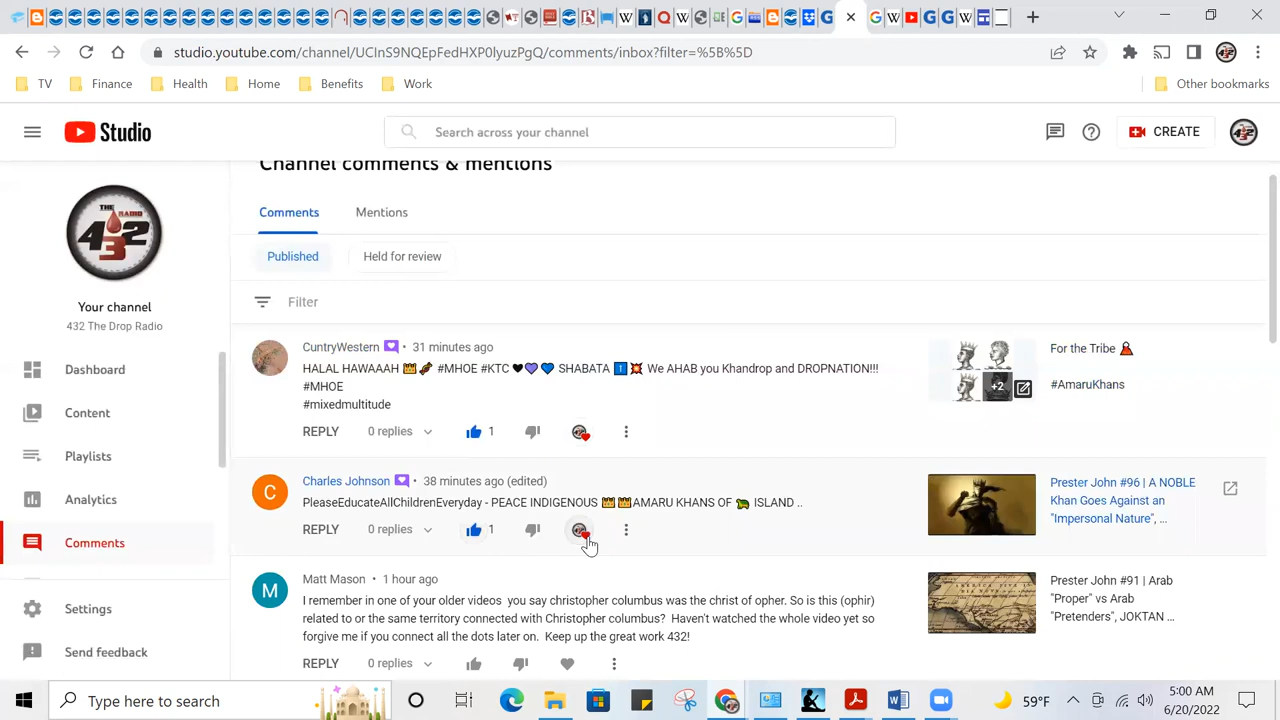 studio.youtube.com/channel/UCInS9NQEpFedHXP0lyuzPgQ/comments/inbox?filter=%5B%5D
TV Finance Health Home Benefits Work Other bookmarks
Studio
Search across your channel
CREATE
Channel comments & mentions
THE RADIO
432
Your channel
432 The Drop Radio
Dashboard
Content
Playlists
Analytics
Comments
Settings
Send feedback
Comments Mentions
Published Held for review
Filter
CuntryWestern • 31 minutes ago
HALAL HAWAAAH 👑 #MHOE #KTC 🖤💜💙 SHABATA ℹ️💥 We AHAB you Khandrop and DROPNATION!!!
#MHOE
#mixedmultitude
REPLY 0 replies 1
+2
For the Tribe
#AmaruKhans
C
Charles Johnson • 38 minutes ago (edited)
PleaseEducateAllChildrenEveryday - PEACE INDIGENOUS 👑👑AMARU KHANS OF 🐢 ISLAND ..
REPLY 0 replies 1
Prester John #96 | A NOBLE
Khan Goes Against an
"Impersonal Nature", ...
M
Matt Mason • 1 hour ago
I remember in one of your older videos you say christopher columbus was the christ of opher. So is this (ophir)
related to or the same territory connected with Christopher columbus? Haven't watched the whole video yet so
forgive me if you connect all the dots later on. Keep up the great work 432!
REPLY 0 replies
Prester John #91 | Arab
"Proper" vs Arab
"Pretenders", JOKTAN ...
Type here to search
59°F
5:00 AM
6/20/2022